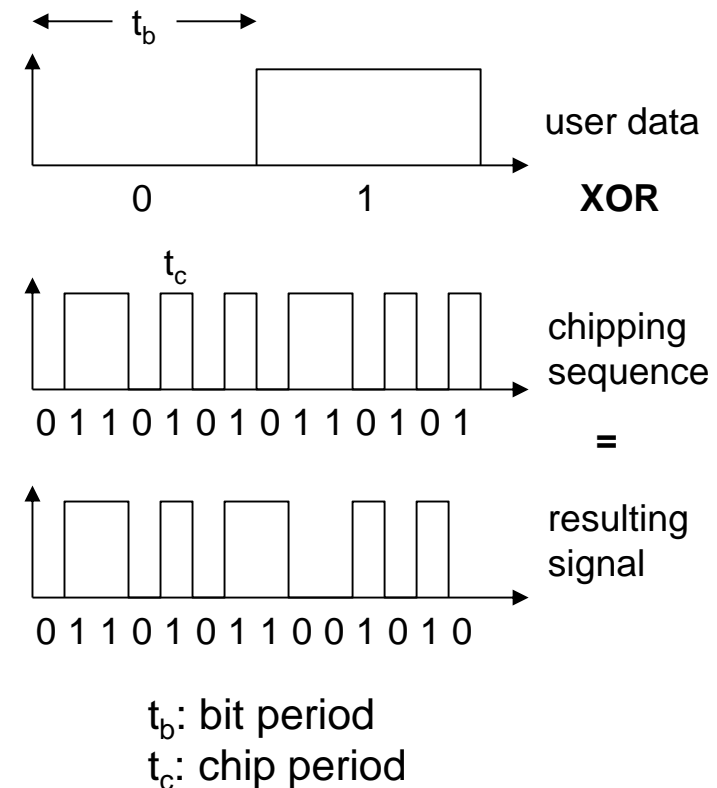 tb
user data
0 1 XOR
tc
chipping
sequence
0 1 1 0 1 0 1 0 1 1 0 1 0 1
=
resulting
signal
0 1 1 0 1 0 1 1 0 0 1 0 1 0
tb: bit period
tc: chip period